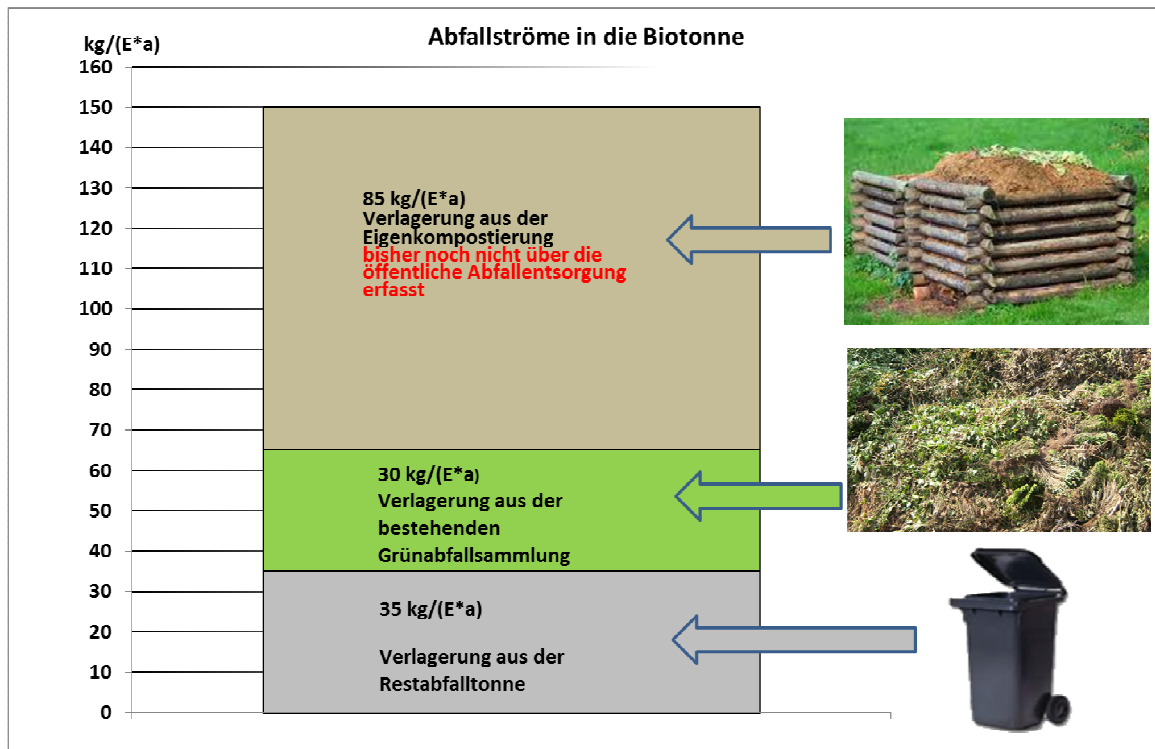 Abfallströme in die Biotonne
kg/(E*a)
160
150
140
130
120
110
100
90
80
70
60
50
40
30
20
10
0
85 kg/(E*a)
Verlagerung aus der
Eigenkompostierung
bisher noch nicht über die
öffentliche Abfallentsorgung
erfasst
30 kg/(E*a)
Verlagerung aus der
bestehenden
Grünabfallsammlung
35 kg/(E*a)
Verlagerung aus der
Restabfalltonne